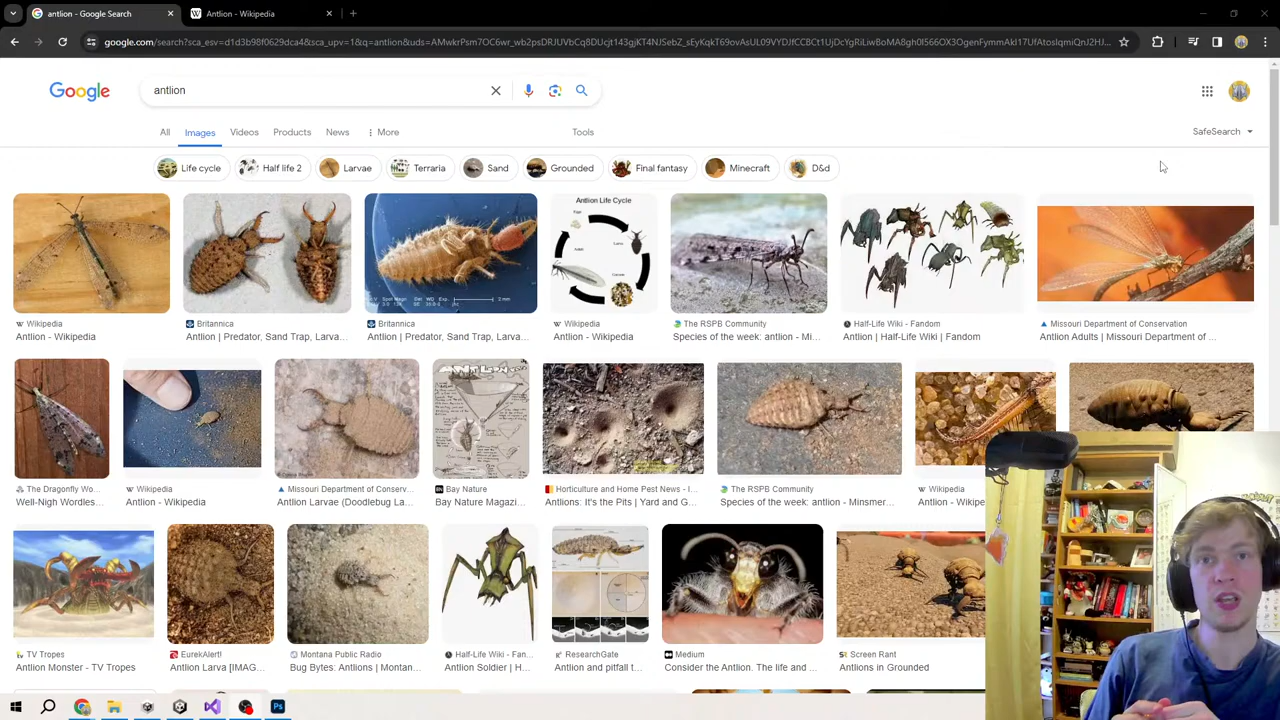 antlion - Google Search
Antlion - Wikipedia
google.com/search?sca_esv=d1d3b98f0629dca4&sca_upv=1&q=antlion&uds=
Google
antlion
All
Images
Videos
Products
News
More
Tools
SafeSearch
Life cycle
Half life 2
Larvae
Terraria
Sand
Grounded
Final fantasy
Minecraft
D&d
Antlion Life Cycle
Wikipedia
Antlion - Wikipedia
Britannica
Antlion | Predator, Sand Trap, Larva...
Britannica
Antlion | Predator, Sand Trap, Larva...
Wikipedia
Antlion - Wikipedia
The RSPB Community
Species of the week: antlion - Mi...
Half-Life Wiki - Fandom
Antlion | Half-Life Wiki | Fandom
Missouri Department of Conservation
Antlion Adults | Missouri Department of ...
The Dragonfly Wo...
Well-Nigh Wordles...
Wikipedia
Antlion - Wikipedia
Missouri Department of Conserv...
Antlion Larvae (Doodlebug La...
ANTLION
Bay Nature
Bay Nature Magazi...
Horticulture and Home Pest News - I...
Antlions: It's the Pits | Yard and G...
The RSPB Community
Species of the week: antlion - Minsmer...
Wikipedia
Antlion - Wikipe
TV Tropes
Antlion Monster - TV Tropes
EurekAlert!
Antlion Larva [IMAG...
Montana Public Radio
Bug Bytes: Antlions | Montan...
Half-Life Wiki - Fan...
Antlion Soldier | H...
ResearchGate
Antlion and pitfall t...
Medium
Consider the Antlion. The life and ...
Screen Rant
Antlions in Grounded